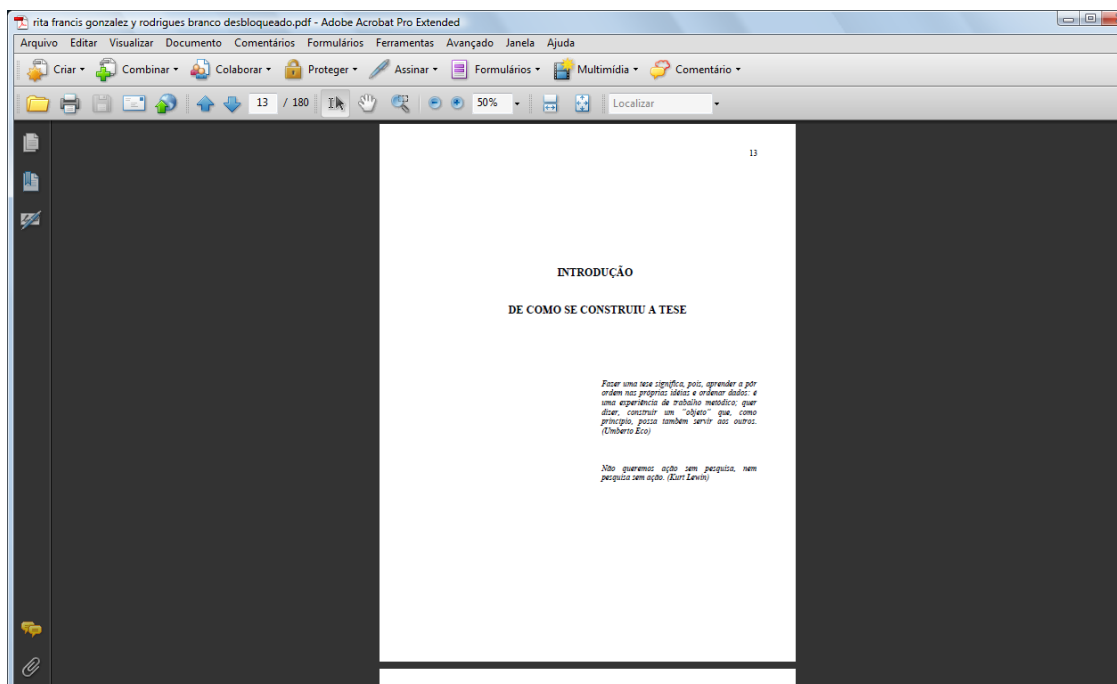 rita francis gonzalez y rodrigues branco desbloqueado.pdf - Adobe Acrobat Pro Extended
Arquivo Editar Visualizar Documento Comentários Formulários Ferramentas Avançado Janela Ajuda
Criar Combinar Colaborar Proteger Assinar Formulários Multimídia Comentário
13 / 180 50% Localizar
13
INTRODUÇÃO
DE COMO SE CONSTRUIU A TESE
Fazer uma tese significa, pois, aprender a pôr
ordem nas próprias idéias e ordenar dados: é
uma experiência de trabalho metódico; quer
dizer, construir um "objeto" que, como
princípio, possa também servir aos outros.
(Umberto Eco)
Não queremos ação sem pesquisa, nem
pesquisa sem ação. (Kurt Lewin)